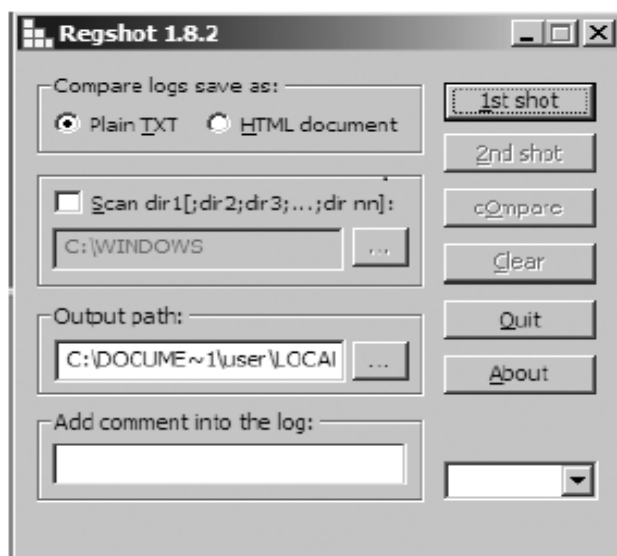 Regshot 1.8.2
Compare logs save as:
Plain TXT
HTML document
1st shot
2nd shot
Scan dir1[;dir2;dir3;...;dir nn]:
C:\WINDOWS
...
cOmpare
Clear
Output path:
C:\DOCUME~1\user\LOCAl
...
Quit
About
Add comment into the log: